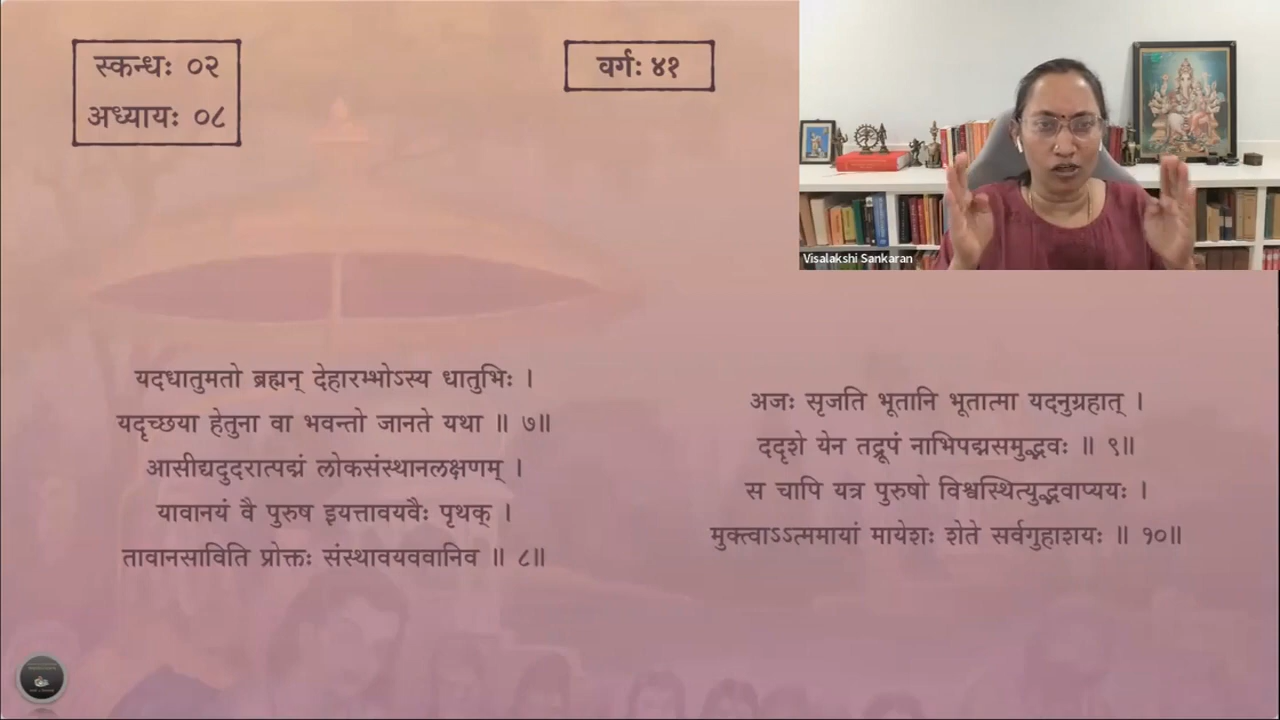 स्कन्धः ०२
अध्यायः ०८
वर्गः ४१
Visalakshi Sankaran
यदधातुमतो ब्रह्मन् देहारम्भोऽस्य धातुभिः ।
यदृच्छया हेतुना वा भवन्तो जानते यथा ॥ ७॥
आसीद्यदुदरात्पद्मं लोकसंस्थानलक्षणम् ।
यावानयं वै पुरुष इयत्तावयवैः पृथक् ।
तावानसाविति प्रोक्तः संस्थावयववानिव ॥ ८॥
अजः सृजति भूतानि भूतात्मा यदनुग्रहात् ।
ददृशे येन तद्रूपं नाभिपद्मसमुद्भवः ॥ ९॥
स चापि यत्र पुरुषो विश्वस्थित्युद्भवाप्ययः ।
मुक्त्वाऽऽत्ममायां मायेशः शेते सर्वगुहाशयः ॥ १०॥